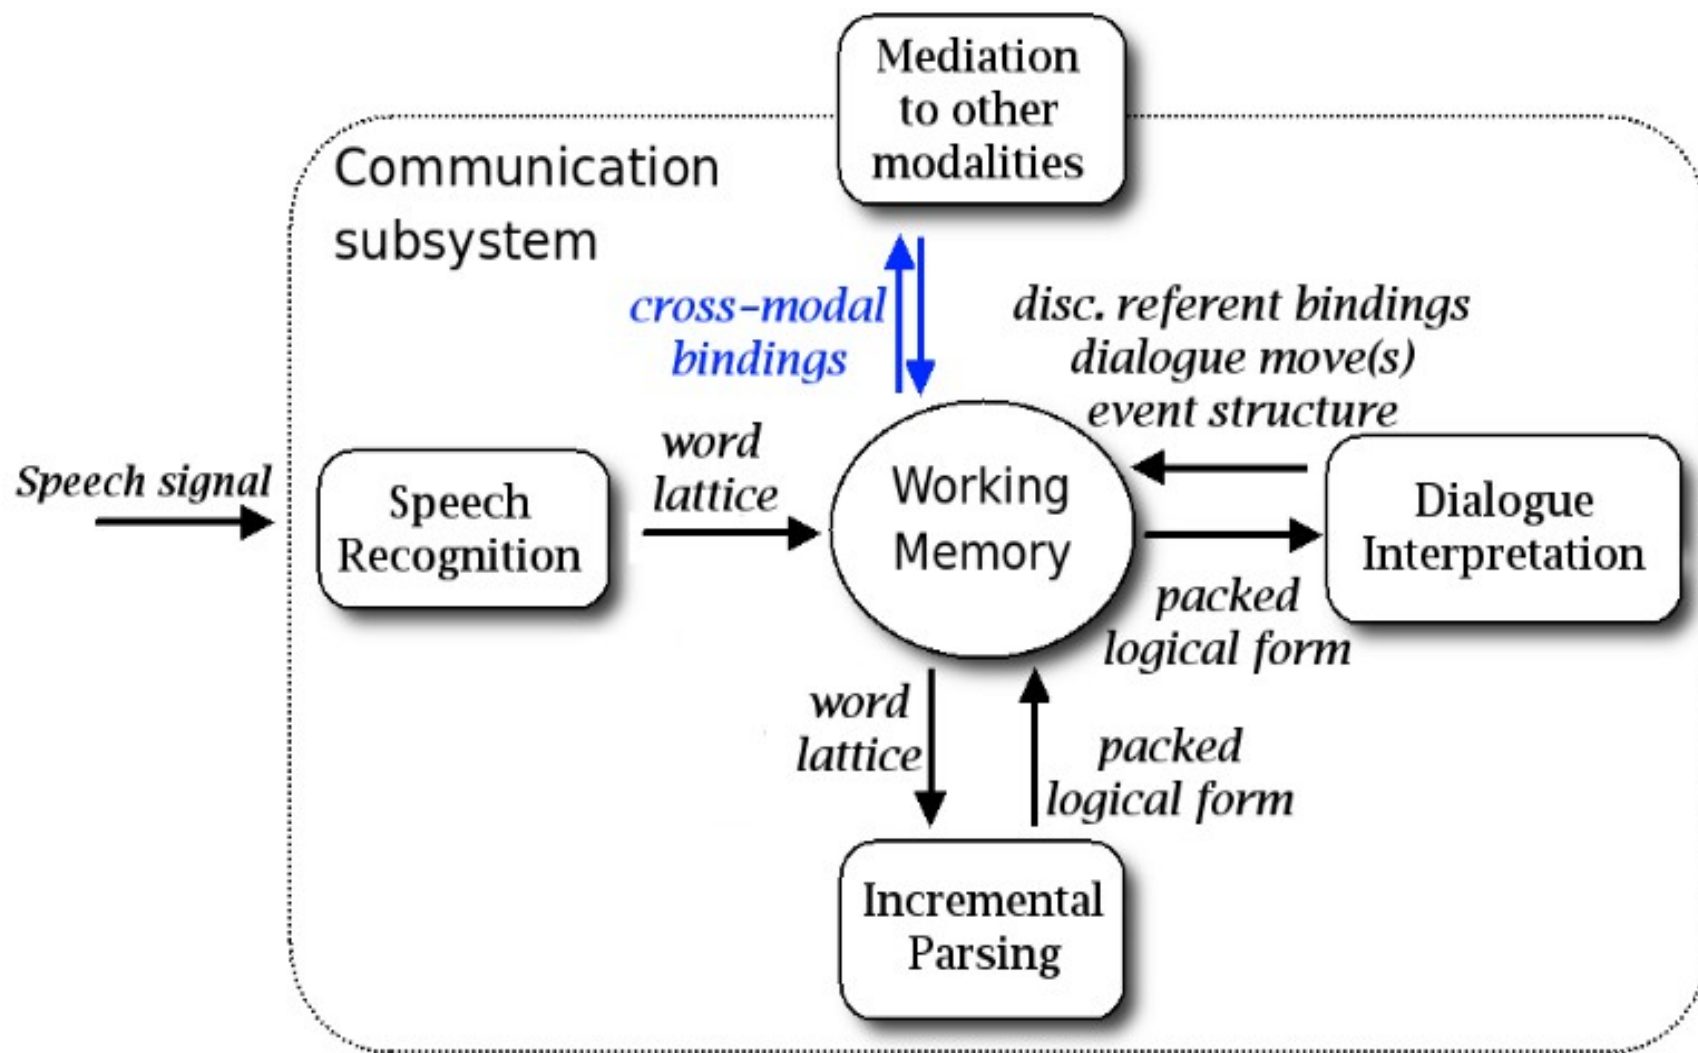 Mediation
to other
modalities
Communication
subsystem
cross-modal
bindings
disc. referent bindings
dialogue move(s)
event structure
Speech signal
Speech
Recognition
word
lattice
Working
Memory
Dialogue
Interpretation
packed
logical form
word
lattice
packed
logical form
Incremental
Parsing